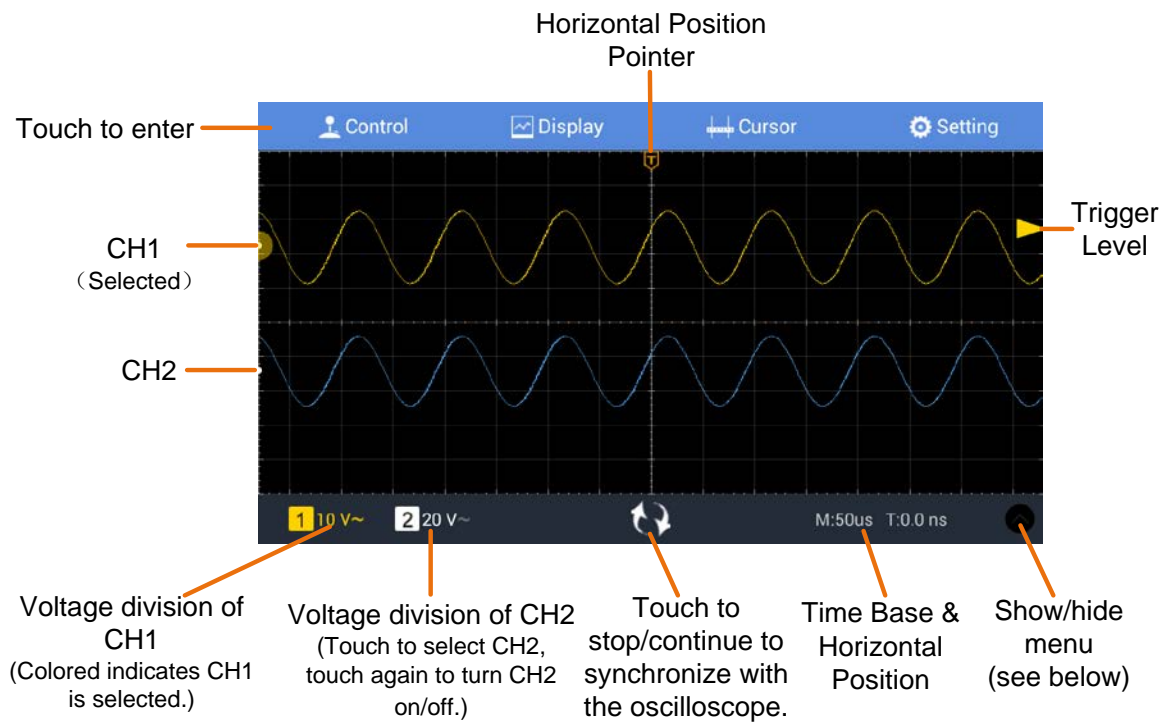 Horizontal Position
Pointer
Touch to enter
Control
Display
Cursor
Setting
T
CH1
（Selected）
Trigger
Level
CH2
1 10 V~
2 20 V~
M:50us T:0.0 ns
Voltage division of
CH1
(Colored indicates CH1
is selected.)
Voltage division of CH2
(Touch to select CH2,
touch again to turn CH2
on/off.)
Touch to
stop/continue to
synchronize with
the oscilloscope.
Time Base &
Horizontal
Position
Show/hide
menu
(see below)